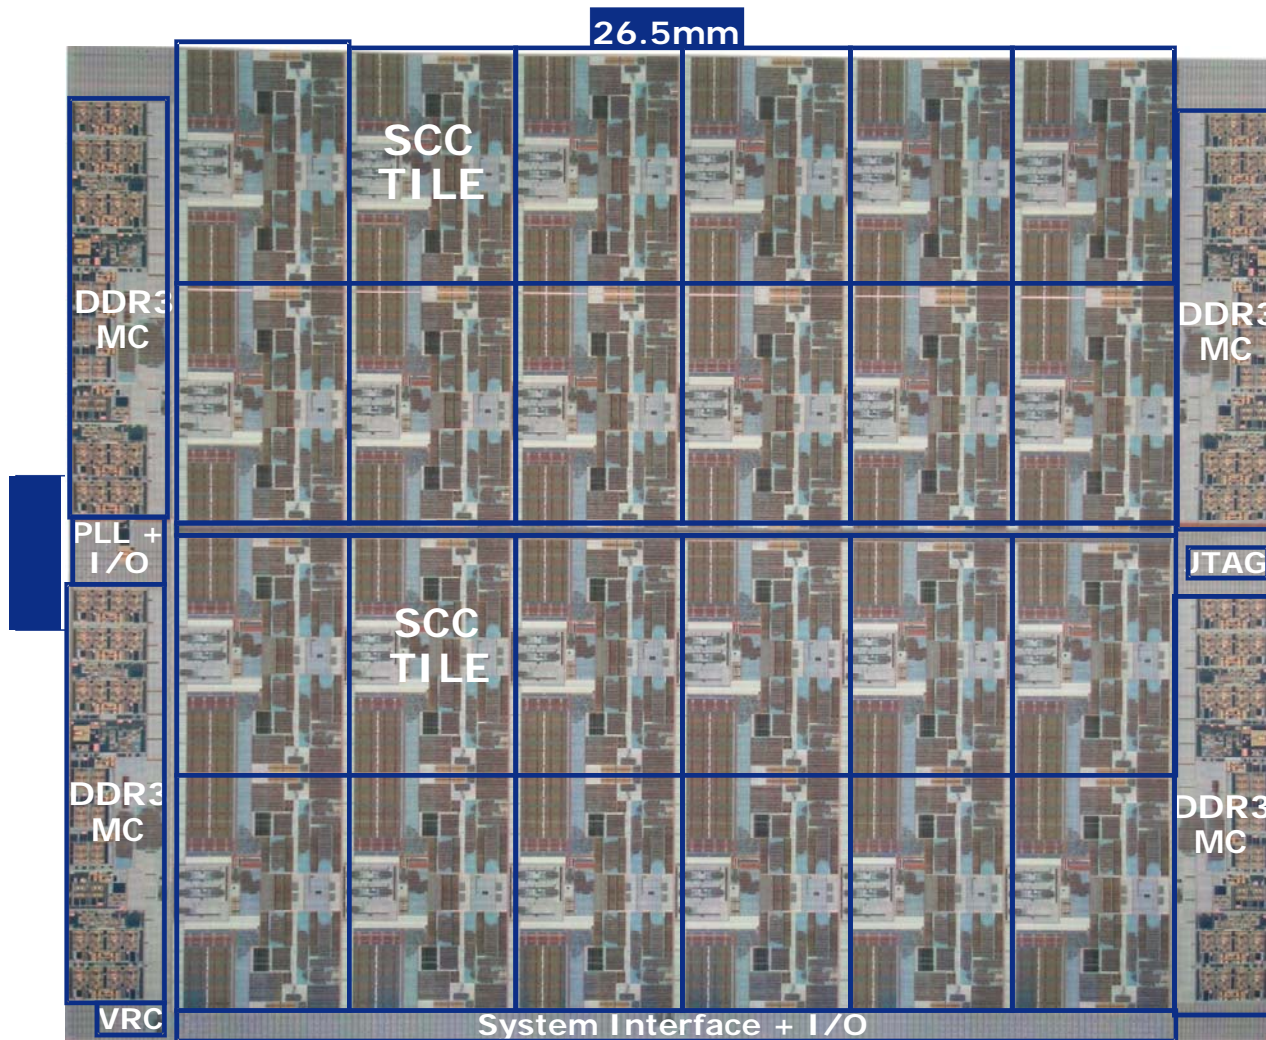 26.5mm
SCC
TILE
DDR3
MC
DDR3
MC
PLL +
I/O
JTAG
SCC
TILE
DDR3
MC
DDR3
MC
VRC
System Interface + I/O